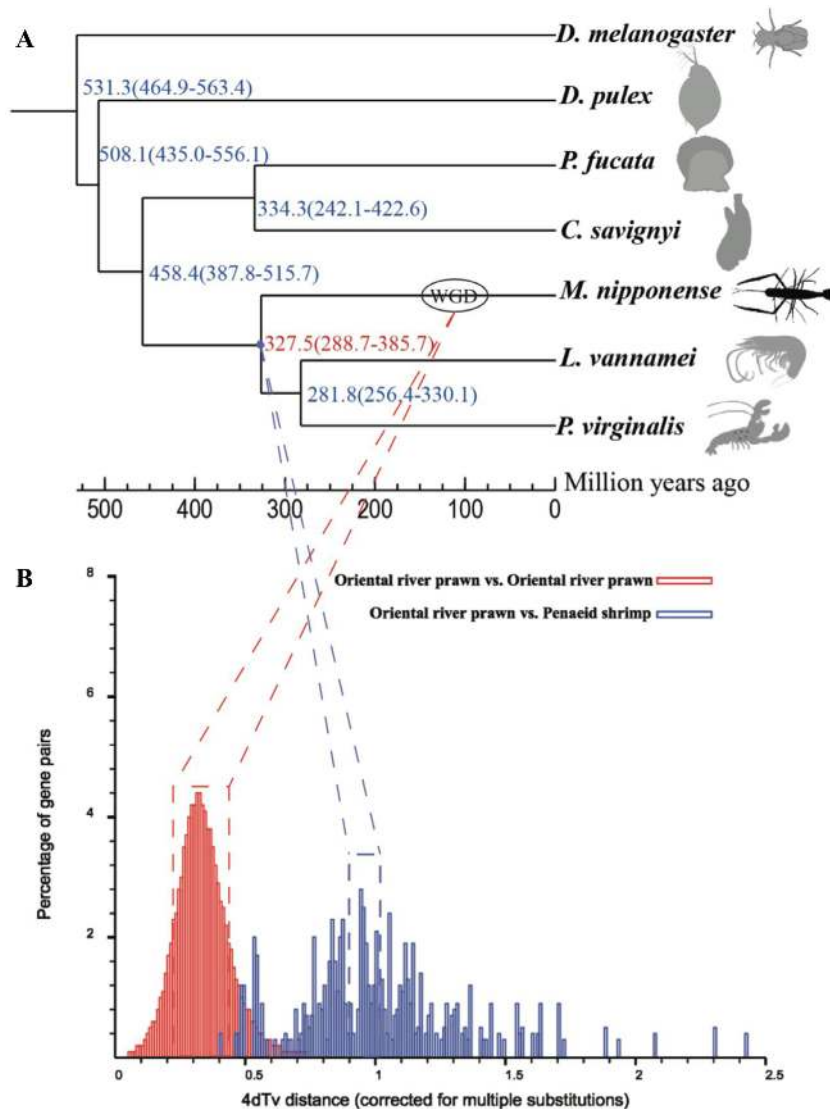 A
D. melanogaster
531.3(464.9-563.4)
D. pulex
508.1(435.0-556.1)
P. fucata
334.3(242.1-422.6)
C. savignyi
458.4(387.8-515.7)
WGD
M. nipponense
327.5(288.7-385.7)
L. vannamei
281.8(256.4-330.1)
P. virginalis
500 400 300 200 100 0 Million years ago
B
8
Oriental river prawn vs. Oriental river prawn
Oriental river prawn vs. Penaeid shrimp
6
4
2
Percentage of gene pairs
0 0.5 1 1.5 2 2.5
4dTv distance (corrected for multiple substitutions)